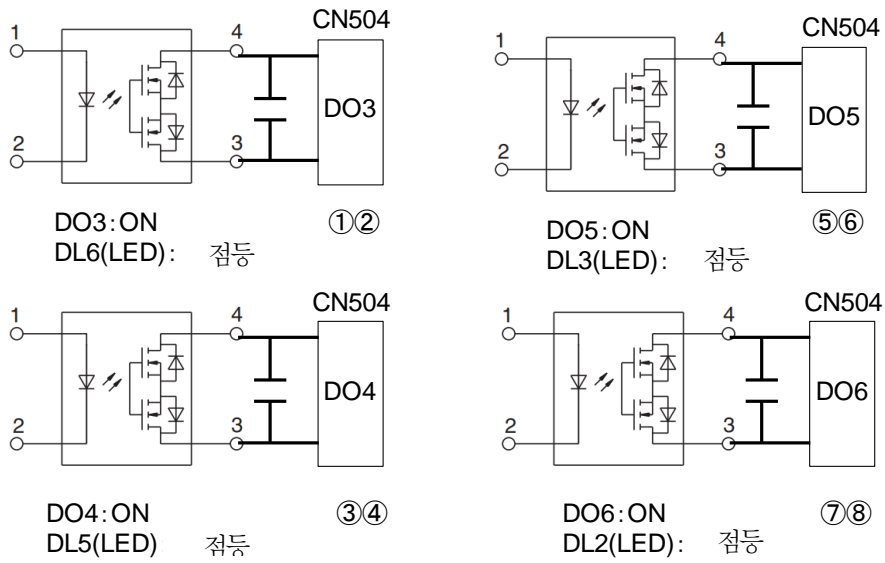 CN504
1
4
DO3
2
3
DO3:ON ①②
DL6(LED): 점등
CN504
1
4
DO5
2
3
DO5:ON ⑤⑥
DL3(LED): 점등
CN504
1
4
DO4
2
3
DO4:ON ③④
DL5(LED) 점등
CN504
1
4
DO6
2
3
DO6:ON ⑦⑧
DL2(LED): 점등